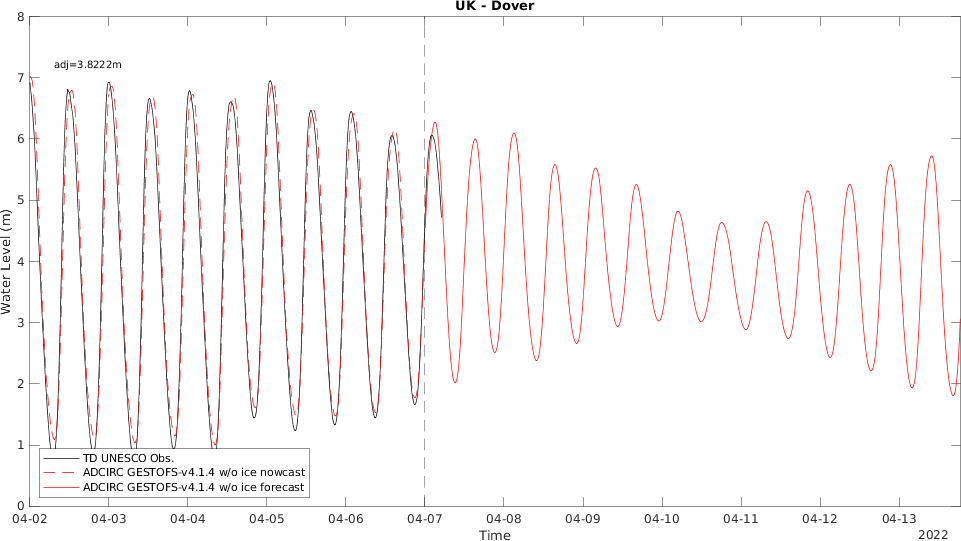 UK - Dover
8
adj=3.8222m
7
6
5
4
3
2
1
0
Water Level (m)
TD UNESCO Obs.
ADCIRC GESTOFS-v4.1.4 w/o ice nowcast
ADCIRC GESTOFS-v4.1.4 w/o ice forecast
04-02 04-03 04-04 04-05 04-06 04-07 04-08 04-09 04-10 04-11 04-12 04-13
Time
2022